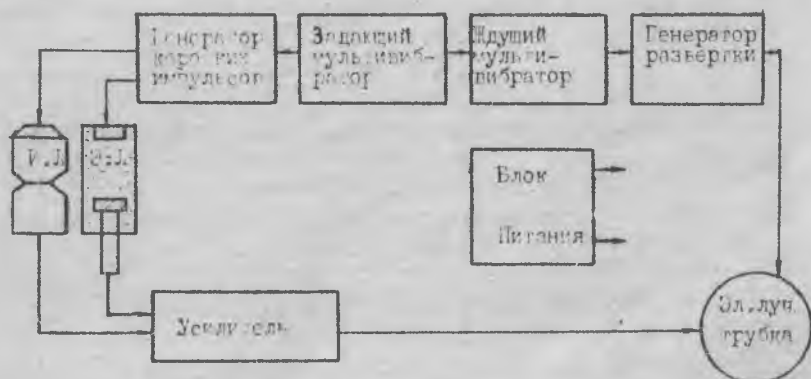 Генератор
коротких
импульсов
Задающий
мультивиб-
ратор
Ждущий
мульти-
вибратор
Генератор
развертки
Блок
Питания
Усилитель
Эл.луч.
трубка